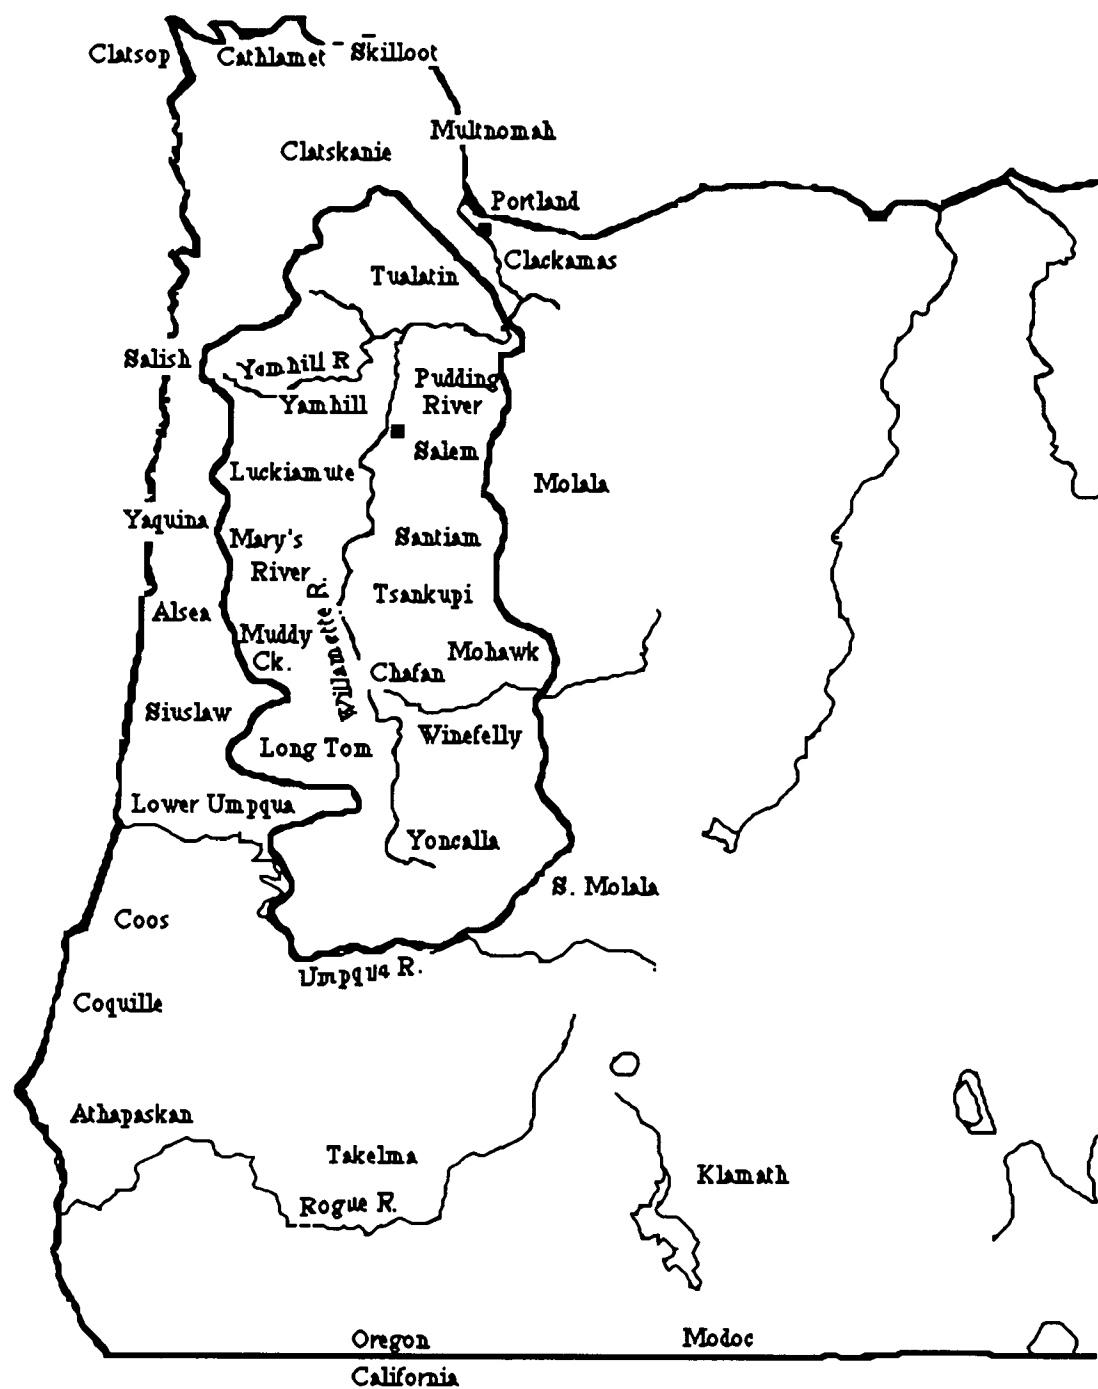 Clatsop
Cathlamet
Skilloot
Multnomah
Clatskanie
Portland
Clackamas
Tualatin
Salish
Yamhill R
Pudding
River
Yamhill
Salem
Luckiamute
Molala
Yaquina
Mary's
River
Santiam
Tsankupi
Alsea
Willamette R.
Muddy
Ck.
Mohawk
Chafan
Siuslaw
Winefelly
Long Tom
Lower Umpqua
Yoncalla
S. Molala
Coos
Umpqua R.
Coquille
Athapaskan
Takelma
Klamath
Rogue R.
Oregon
Modoc
California